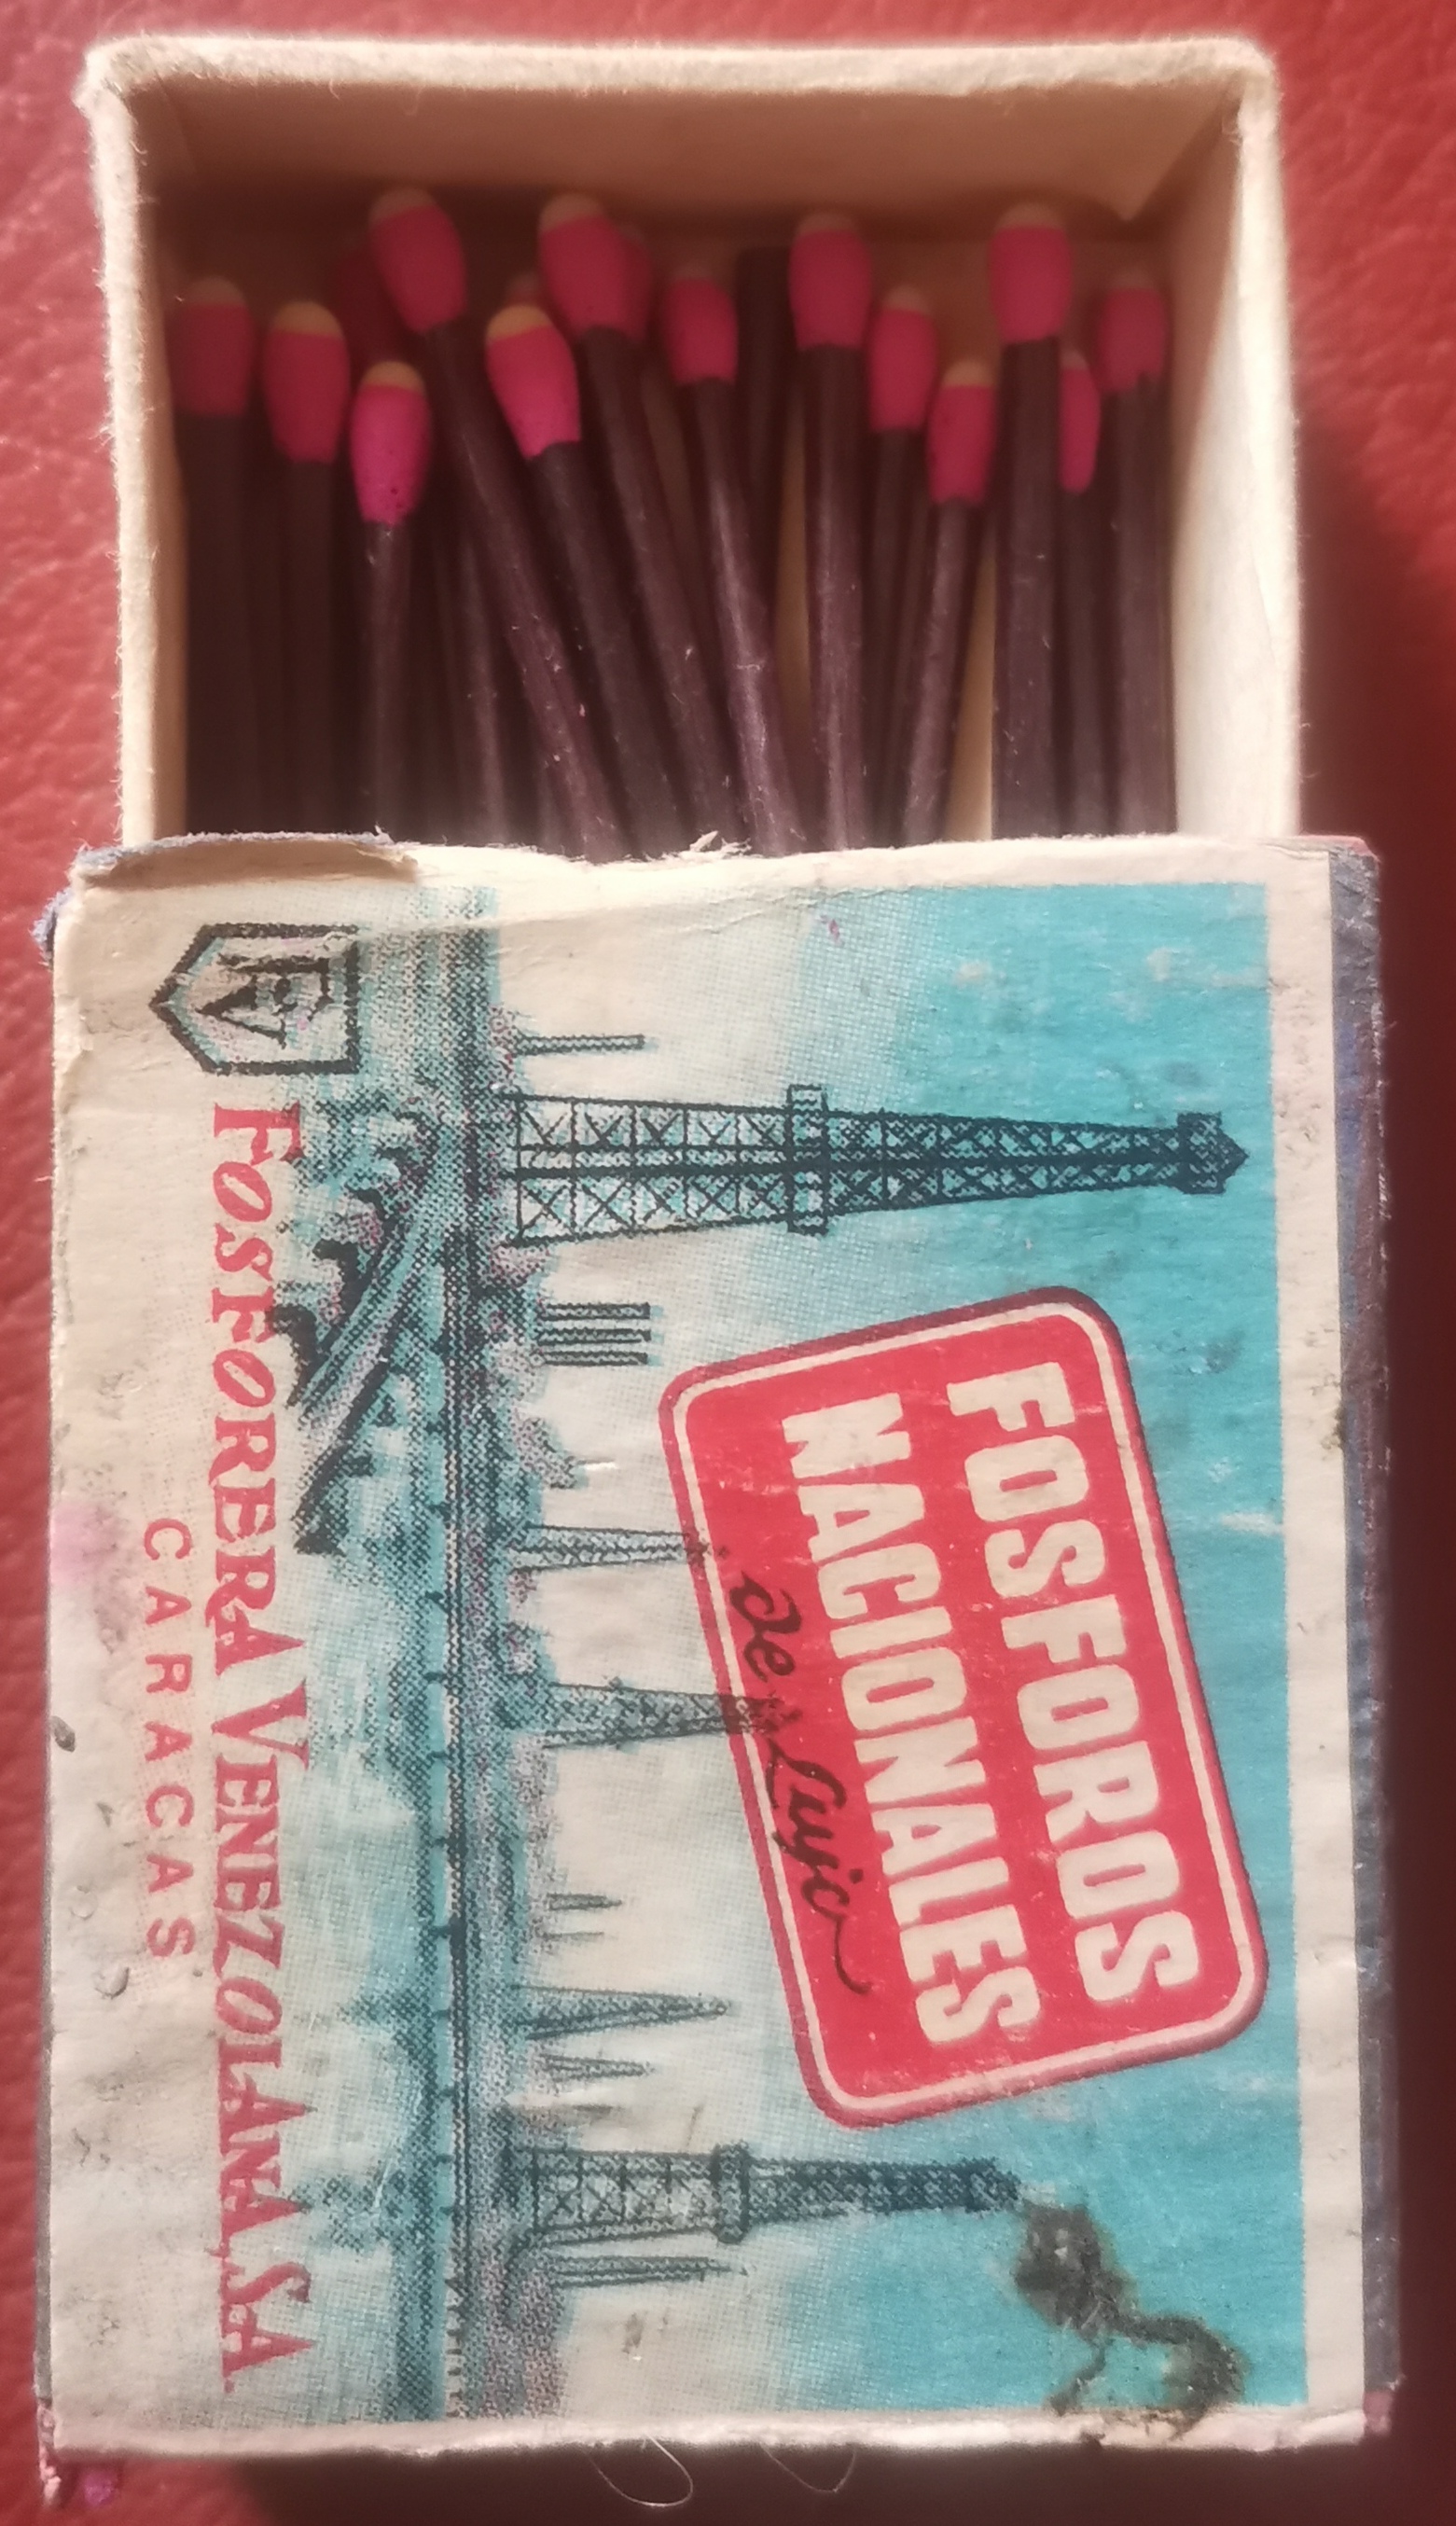 FOSFOROS
NACIONALES
de Lujo
FOSFORERA VENEZOLANA, S.A.
CARACAS